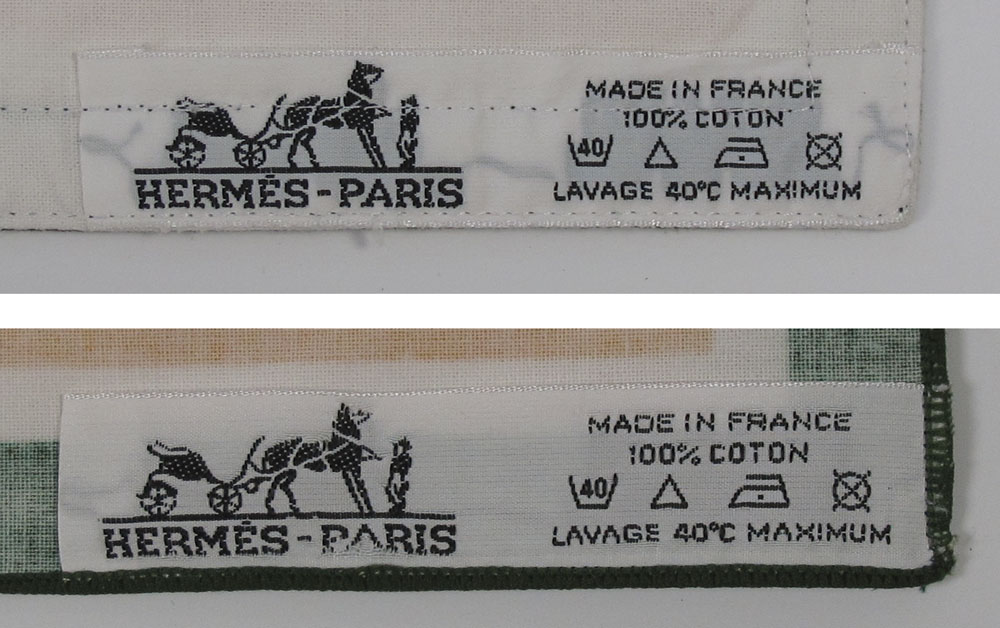 MADE IN FRANCE
100% COTON
40
LAVAGE 40°C MAXIMUM
HERMÈS-PARIS
MADE IN FRANCE
100% COTON
40
LAVAGE 40°C MAXIMUM
HERMÈS-PARIS